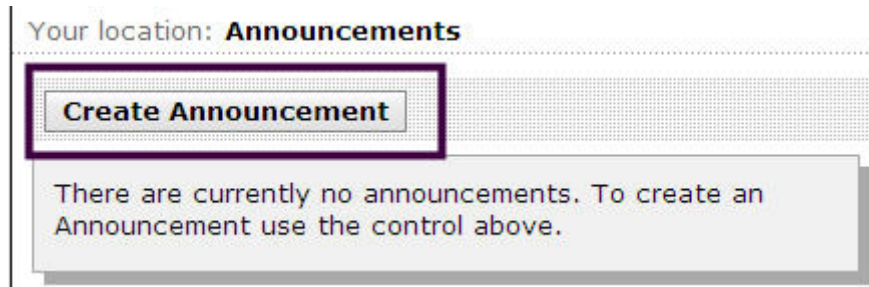 Your location: Announcements
Create Announcement
There are currently no announcements. To create an
Announcement use the control above.